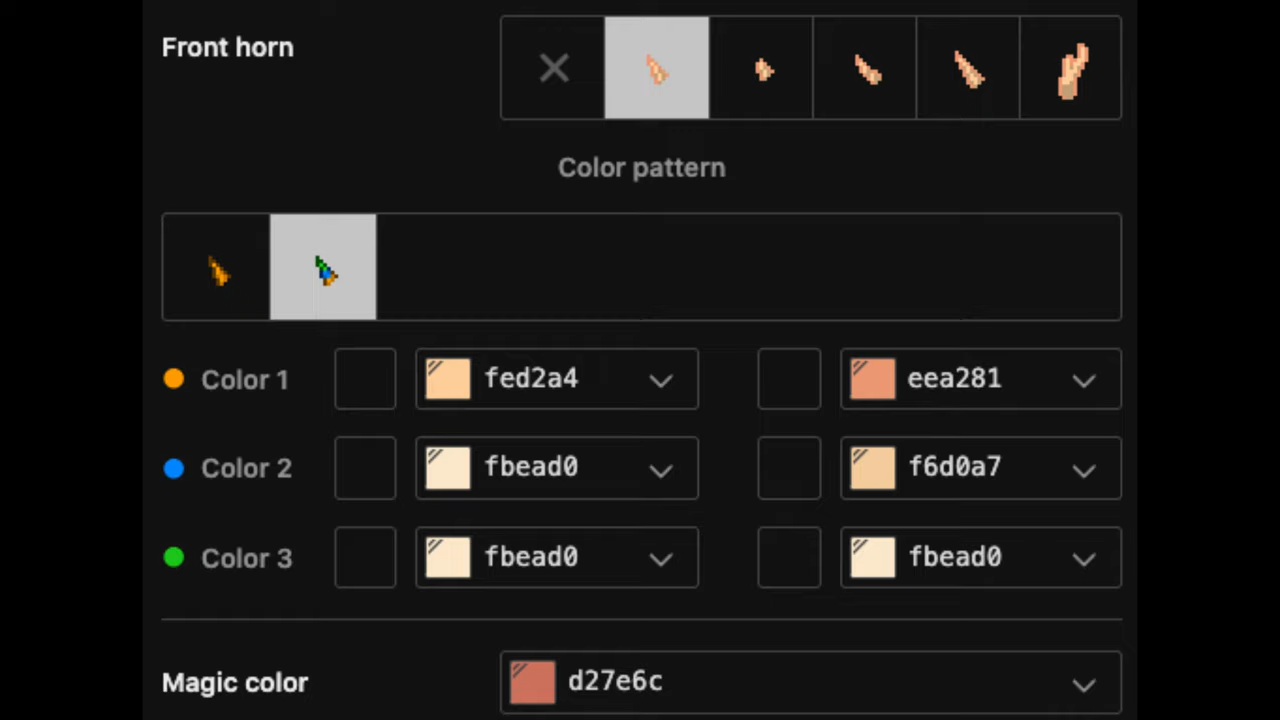 Front horn
Color pattern
Color 1 fed2a4 eea281
Color 2 fbead0 f6d0a7
Color 3 fbead0 fbead0
Magic color d27e6c